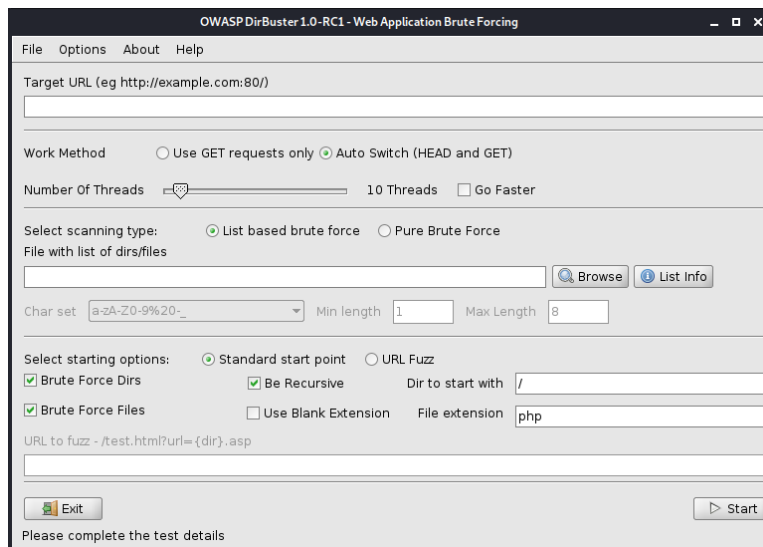 OWASP DirBuster 1.0-RC1 - Web Application Brute Forcing
File Options About Help
Target URL (eg http://example.com:80/)
Work Method Use GET requests only Auto Switch (HEAD and GET)
Number Of Threads 10 Threads Go Faster
Select scanning type: List based brute force Pure Brute Force
File with list of dirs/files
Browse List Info
Char set a-zA-Z0-9%20-_ Min length 1 Max Length 8
Select starting options: Standard start point URL Fuzz
Brute Force Dirs Be Recursive Dir to start with /
Brute Force Files Use Blank Extension File extension php
URL to fuzz - /test.html?url={dir}.asp
Exit Start
Please complete the test details